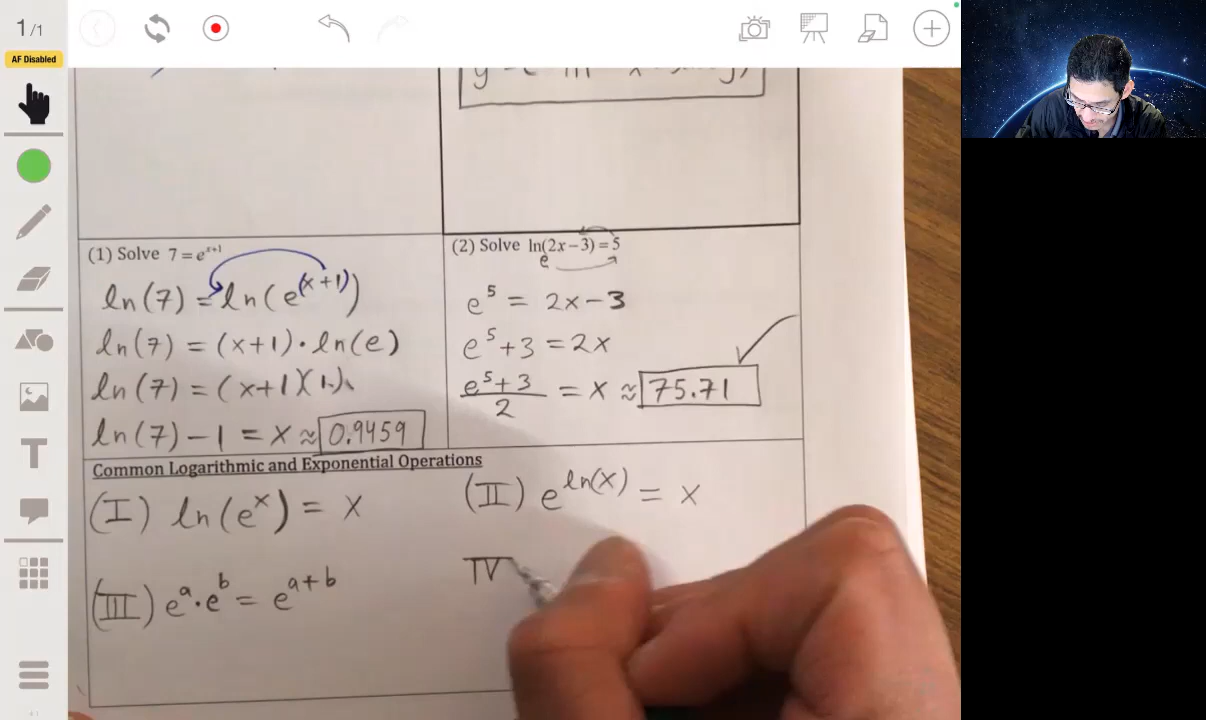 1/1
AF Disabled
(1) Solve 7 = e^(x+1)
ln(7) = ln(e^(x+1))
ln(7) = (x+1)·ln(e)
ln(7) = (x+1)(1)
ln(7) - 1 = x ≈ 0.9459
(2) Solve ln(2x-3) = 5
e
e^5 = 2x-3
e^5+3 = 2x
(e^5+3)/2 = x ≈ 75.71
Common Logarithmic and Exponential Operations
(I) ln(e^x) = x
(II) e^(ln(x)) = x
(III) e^a·e^b = e^(a+b)
IV
T